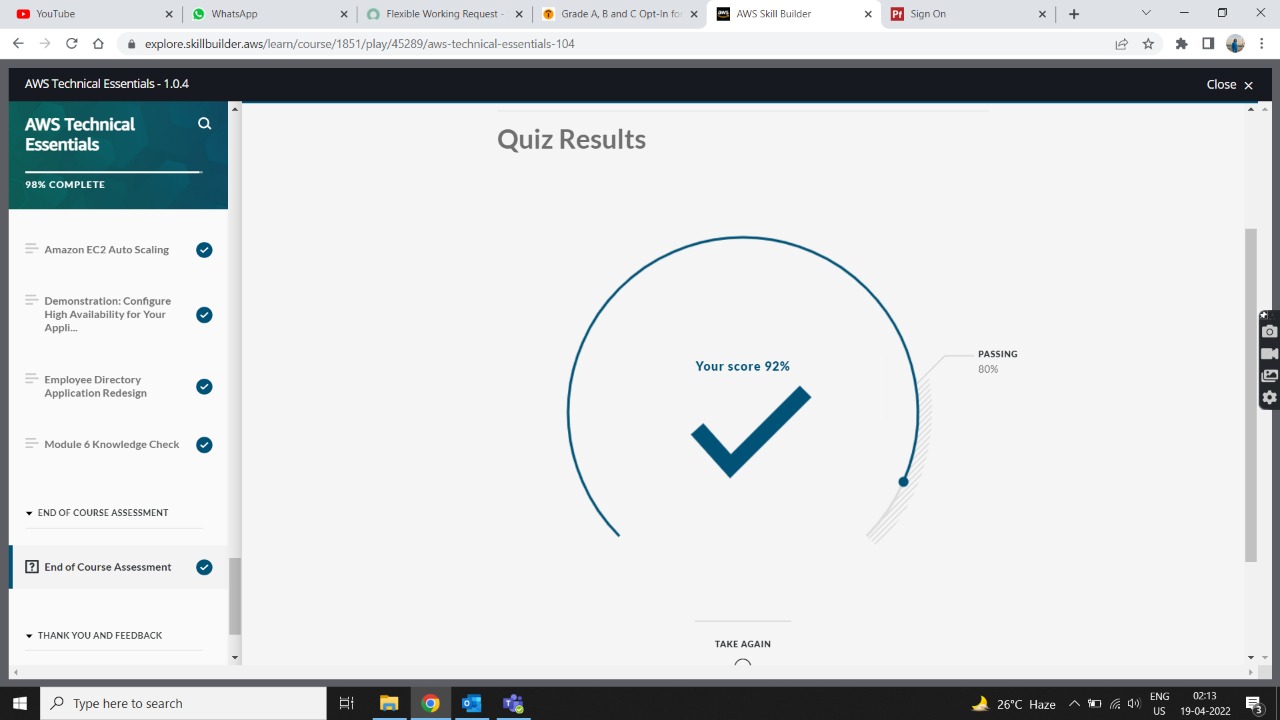 YouTube
WhatsApp
Flexible Working Request -
Grade A, B and C Opt-in for
AWS Skill Builder
Sign On
explore.skillbuilder.aws/learn/course/1851/play/45289/aws-technical-essentials-104
AWS Technical Essentials - 1.0.4
Close
AWS Technical
Essentials
98% COMPLETE
Amazon EC2 Auto Scaling
Demonstration: Configure
High Availability for Your
Appli...
Employee Directory
Application Redesign
Module 6 Knowledge Check
END OF COURSE ASSESSMENT
End of Course Assessment
THANK YOU AND FEEDBACK
Quiz Results
Your score 92%
PASSING
80%
TAKE AGAIN
Type here to search
26°C Haze
ENG
US
02:13
19-04-2022
3